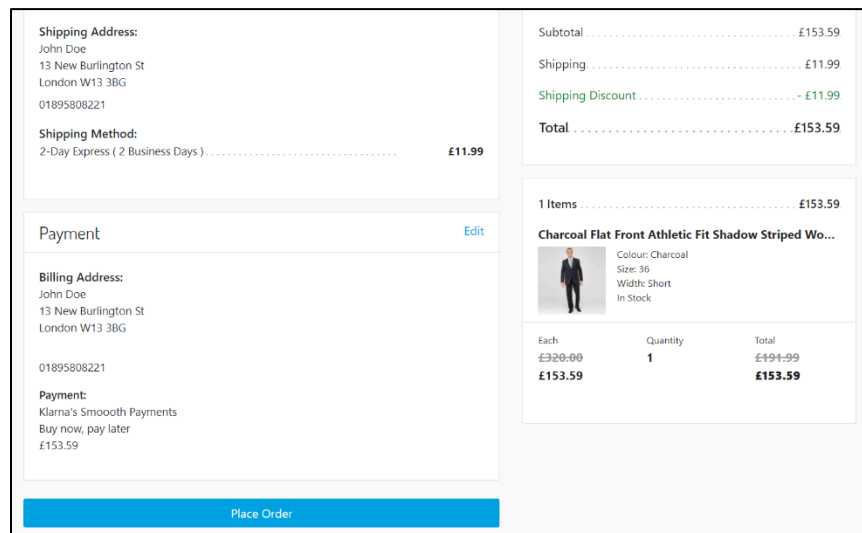 Shipping Address:
John Doe
13 New Burlington St
London W13 3BG
01895808221
Shipping Method:
2-Day Express ( 2 Business Days ) £11.99
Payment Edit
Billing Address:
John Doe
13 New Burlington St
London W13 3BG
01895808221
Payment:
Klarna's Smoooth Payments
Buy now, pay later
£153.59
Place Order
Subtotal £153.59
Shipping £11.99
Shipping Discount - £11.99
Total £153.59
1 Items £153.59
Charcoal Flat Front Athletic Fit Shadow Striped Wo...
Colour: Charcoal
Size: 36
Width: Short
In Stock
Each Quantity Total
£320.00 1 £191.99
£153.59 £153.59